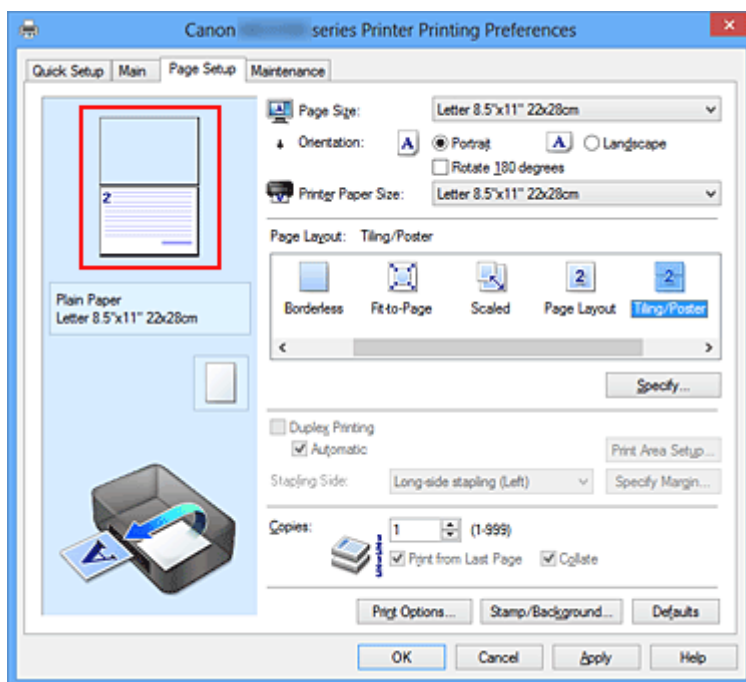 Canon series Printer Printing Preferences
Quick Setup Main Page Setup Maintenance
Page Size: Letter 8.5"x11" 22x28cm
Orientation: A Portrait A Landscape
Rotate 180 degrees
2
Printer Paper Size: Letter 8.5"x11" 22x28cm
Page Layout: Tiling/Poster
2 2
Plain Paper
Letter 8.5"x11" 22x28cm
Borderless Fit-to-Page Scaled Page Layout Tiling/Poster
Specify...
Duplex Printing
Automatic Print Area Setup...
Stapling Side: Long-side stapling (Left) Specify Margin...
Copies: 1 (1-999)
Print from Last Page Collate
A
Print Options... Stamp/Background... Defaults
OK Cancel Apply Help